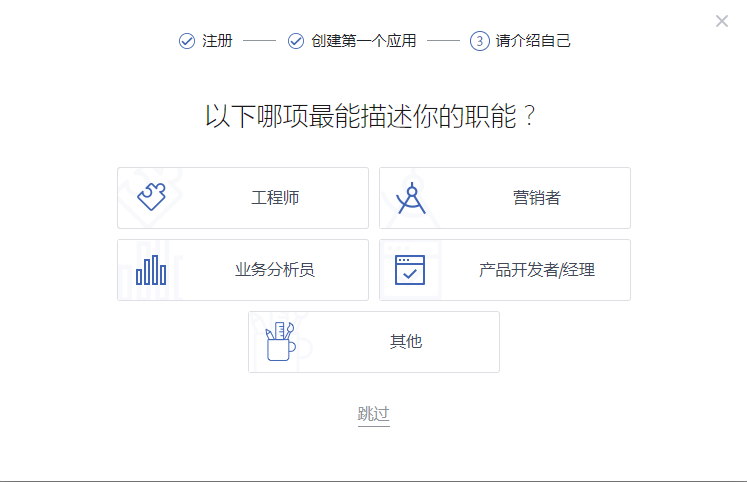 注册 创建第一个应用 3 请介绍自己
以下哪项最能描述你的职能？
工程师 营销者
业务分析员 产品开发者/经理
其他
跳过